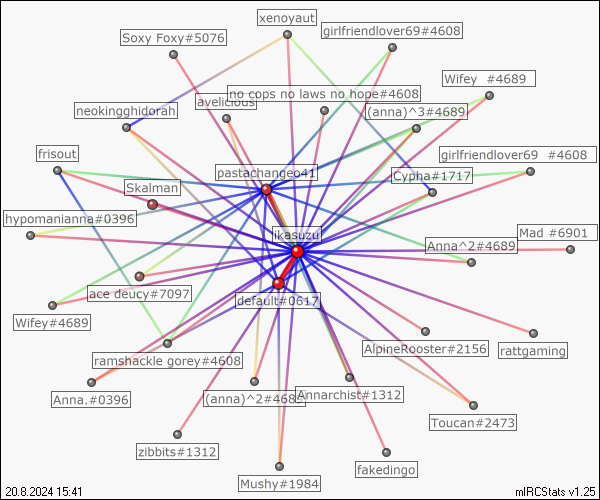 xenoyaut
girlfriendlover69#4608
Soxy Foxy#5076
Wifey #4689
no cops no laws no hope#4608
avelicious
neokingghidorah
(anna)^3#4689
frisout
girlfriendlover69 #4608
pastachangeo41
Cypha#1717
Skalman
hypomanianna#0396
ikasuzu
Mad #6901
Anna^2#4689
ace deucy#7097
default#0617
Wifey#4689
AlpineRooster#2156
rattgaming
ramshackle gorey#4608
Anna.#0396
(anna)^2#4689
Annarchist#1312
Toucan#2473
zibbits#1312
fakedingo
Mushy#1984
20.8.2024 15:41
mIRCStats v1.25